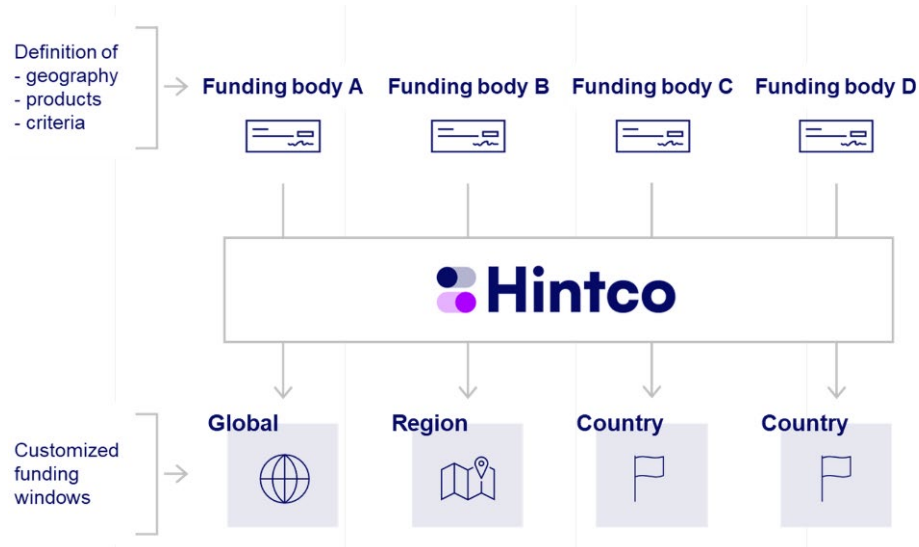 Definition of
- geography
- products
- criteria
Funding body A
Funding body B
Funding body C
Funding body D
Hintco
Global
Region
Country
Country
Customized
funding
windows